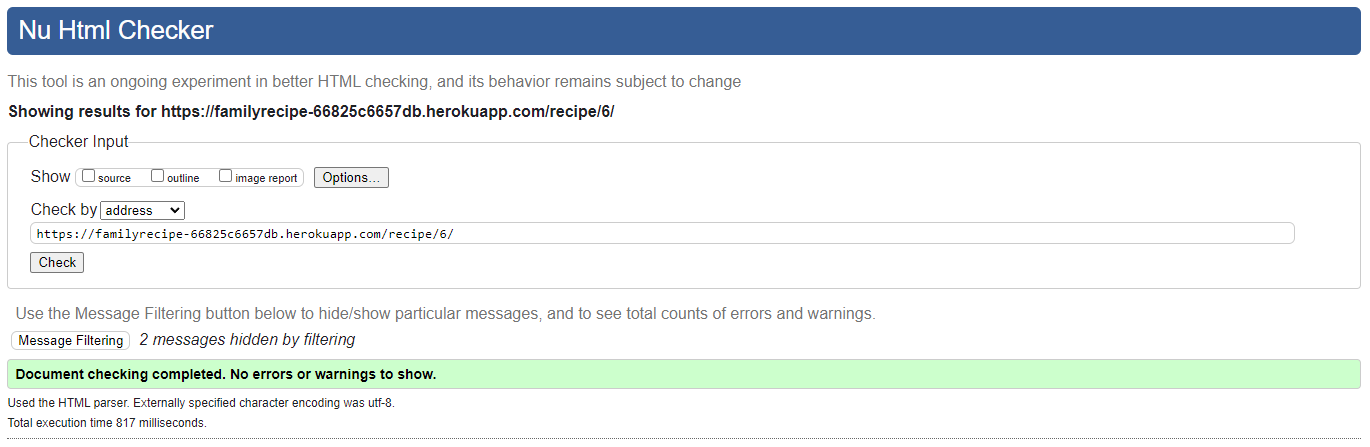 Nu Html Checker
This tool is an ongoing experiment in better HTML checking, and its behavior remains subject to change
Showing results for https://familyrecipe-66825c6657db.herokuapp.com/recipe/6/
Checker Input
Show source outline image report Options...
Check by address
https://familyrecipe-66825c6657db.herokuapp.com/recipe/6/
Check
Use the Message Filtering button below to hide/show particular messages, and to see total counts of errors and warnings.
Message Filtering 2 messages hidden by filtering
Document checking completed. No errors or warnings to show.
Used the HTML parser. Externally specified character encoding was utf-8.
Total execution time 817 milliseconds.